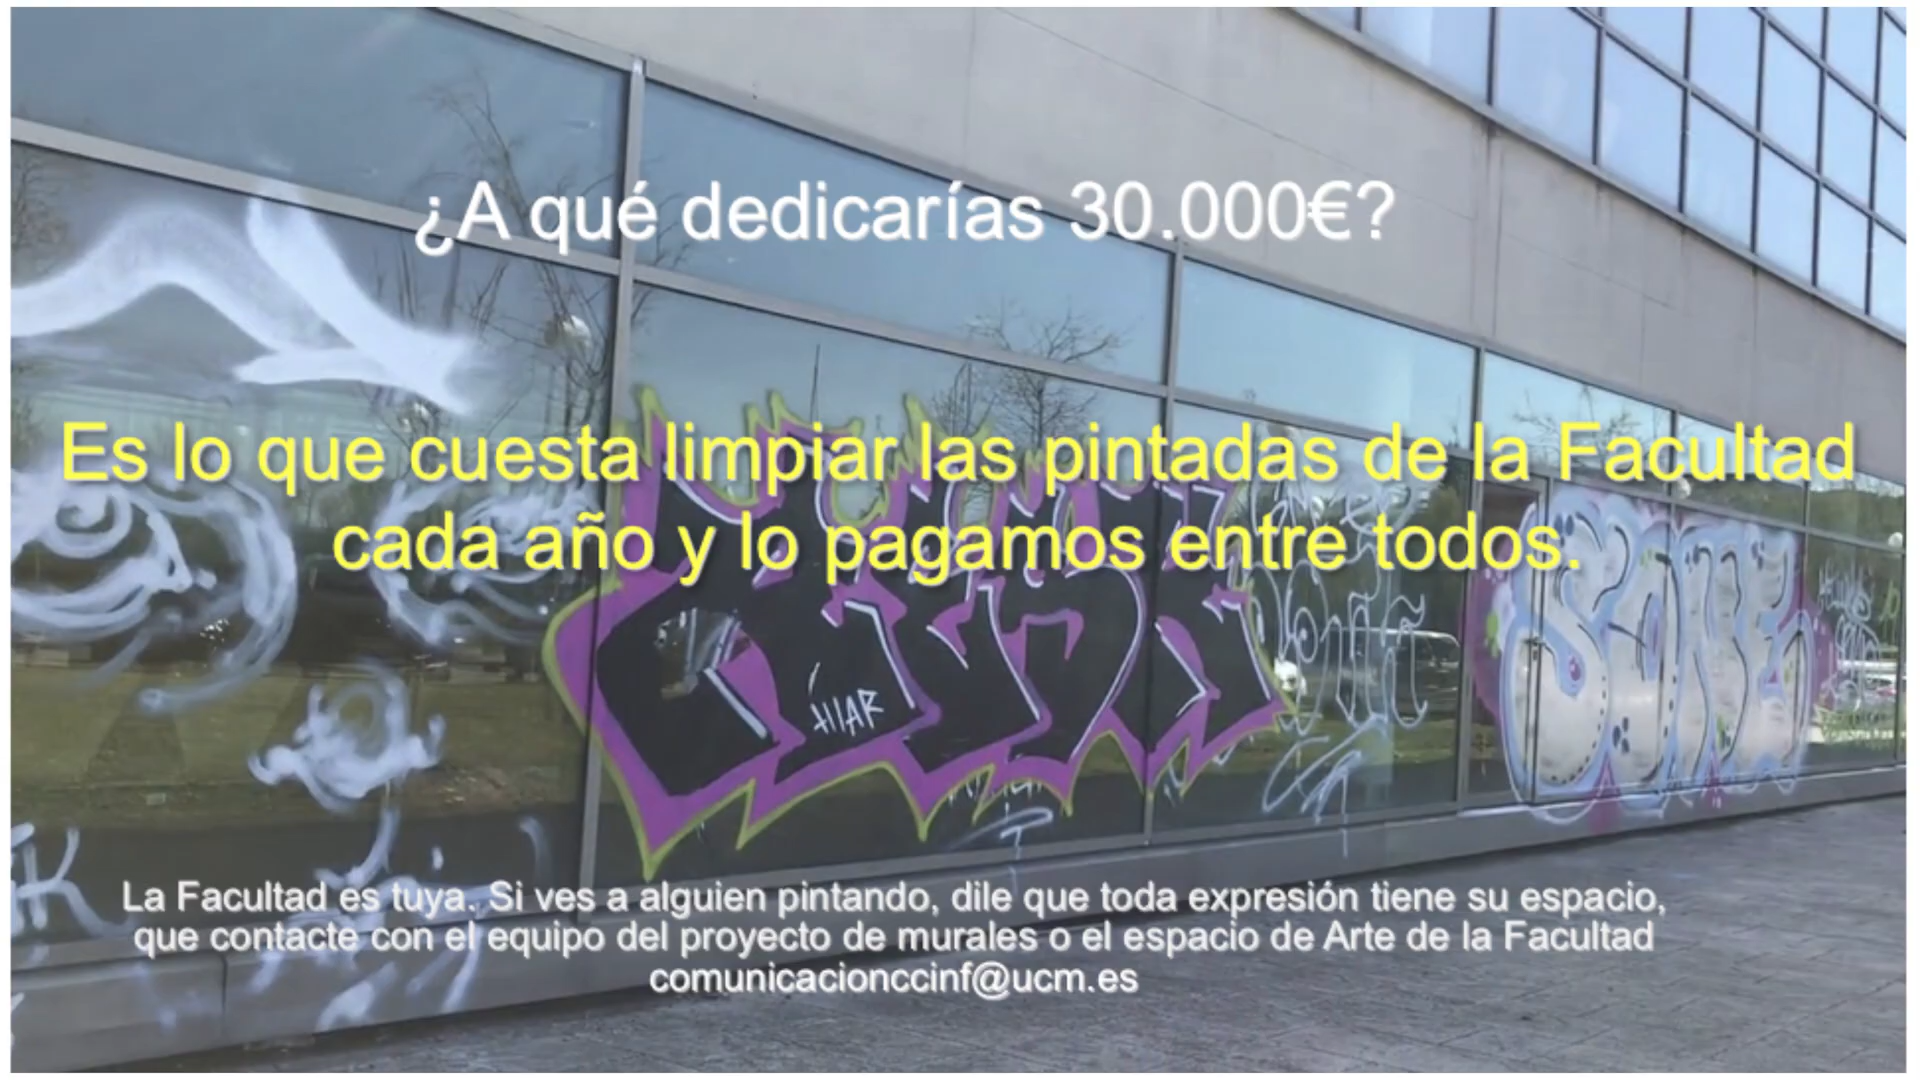 ¿A qué dedicarías 30.000€?
Es lo que cuesta limpiar las pintadas de la Facultad
cada año y lo pagamos entre todos.
HIAR
SONE
La Facultad es tuya. Si ves a alguien pintando, dile que toda expresión tiene su espacio,
que contacte con el equipo del proyecto de murales o el espacio de Arte de la Facultad
comunicacionccinf@ucm.es